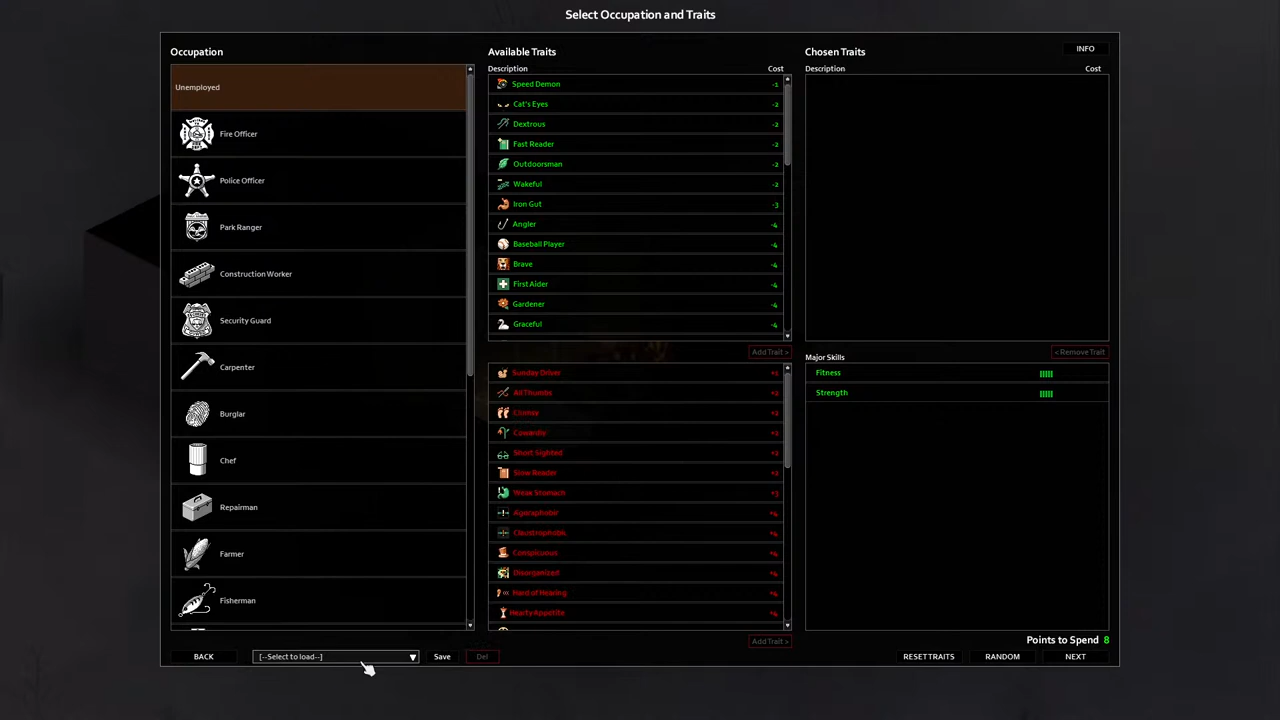 Select Occupation and Traits
Occupation
Unemployed
Fire Officer
Police Officer
Park Ranger
Construction Worker
Security Guard
Carpenter
Burglar
Chef
Repairman
Farmer
Fisherman
Available Traits
Description Cost
Speed Demon -1
Cat's Eyes -2
Dextrous -2
Fast Reader -2
Outdoorsman -2
Wakeful -2
Iron Gut -3
Angler -4
Baseball Player -4
Brave -4
First Aider -4
Gardener -4
Graceful -4
Add Trait >
Sunday Driver
All Thumbs
Clumsy
Cowardly
Short Sighted
Slow Reader
Weak Stomach
Agoraphobic
Claustrophobic
Conspicuous
Disorganized
Hard of Hearing
Hearty Appetite
Add Trait >
Chosen Traits
INFO
Description Cost
< Remove Trait
Major Skills
Fitness
Strength
Points to Spend 8
BACK
[--Select to load--]
Save
Del
RESET TRAITS
RANDOM
NEXT